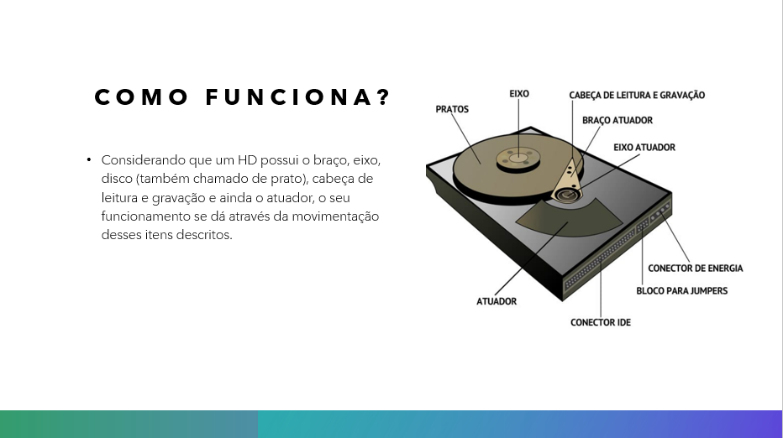 COMO FUNCIONA?
• Considerando que um HD possui o braço, eixo,
disco (também chamado de prato), cabeça de
leitura e gravação e ainda o atuador, o seu
funcionamento se dá através da movimentação
desses itens descritos.
EIXO
CABEÇA DE LEITURA E GRAVAÇÃO
PRATOS
BRAÇO ATUADOR
EIXO ATUADOR
CONECTOR DE ENERGIA
BLOCO PARA JUMPERS
ATUADOR
CONECTOR IDE